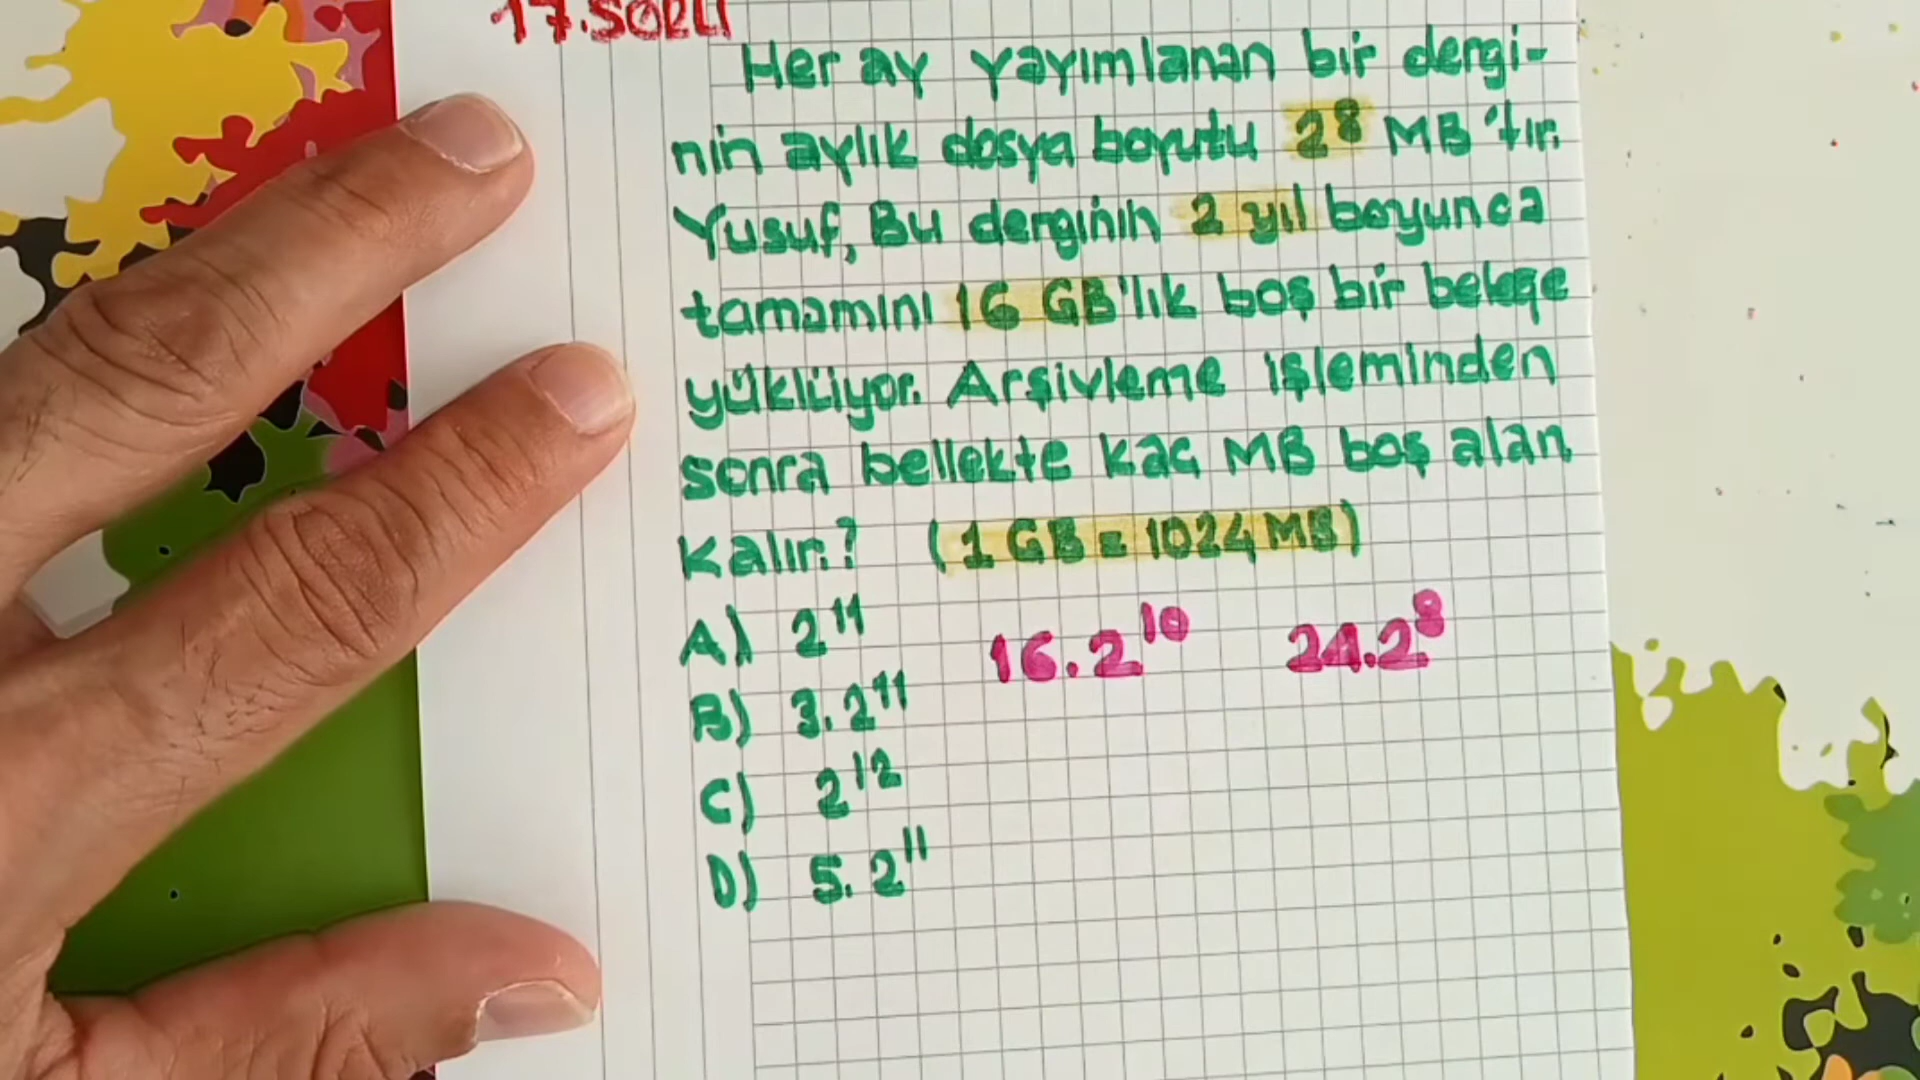 17.SORU
Her ay yayımlanan bir dergi-
nin aylık dosya boyutu 2⁸ MB'tır.
Yusuf, Bu derginin 2 yıl boyunca
tamamını 16 GB'lık boş bir beleğe
yüklüyor. Arşivleme işleminden
sonra bellekte kaç MB boş alan
kalır.? (1 GB = 1024 MB)
A) 2¹¹ 16.2¹⁰ 24.2⁸
B) 3.2¹¹
C) 2¹²
D) 5.2¹¹